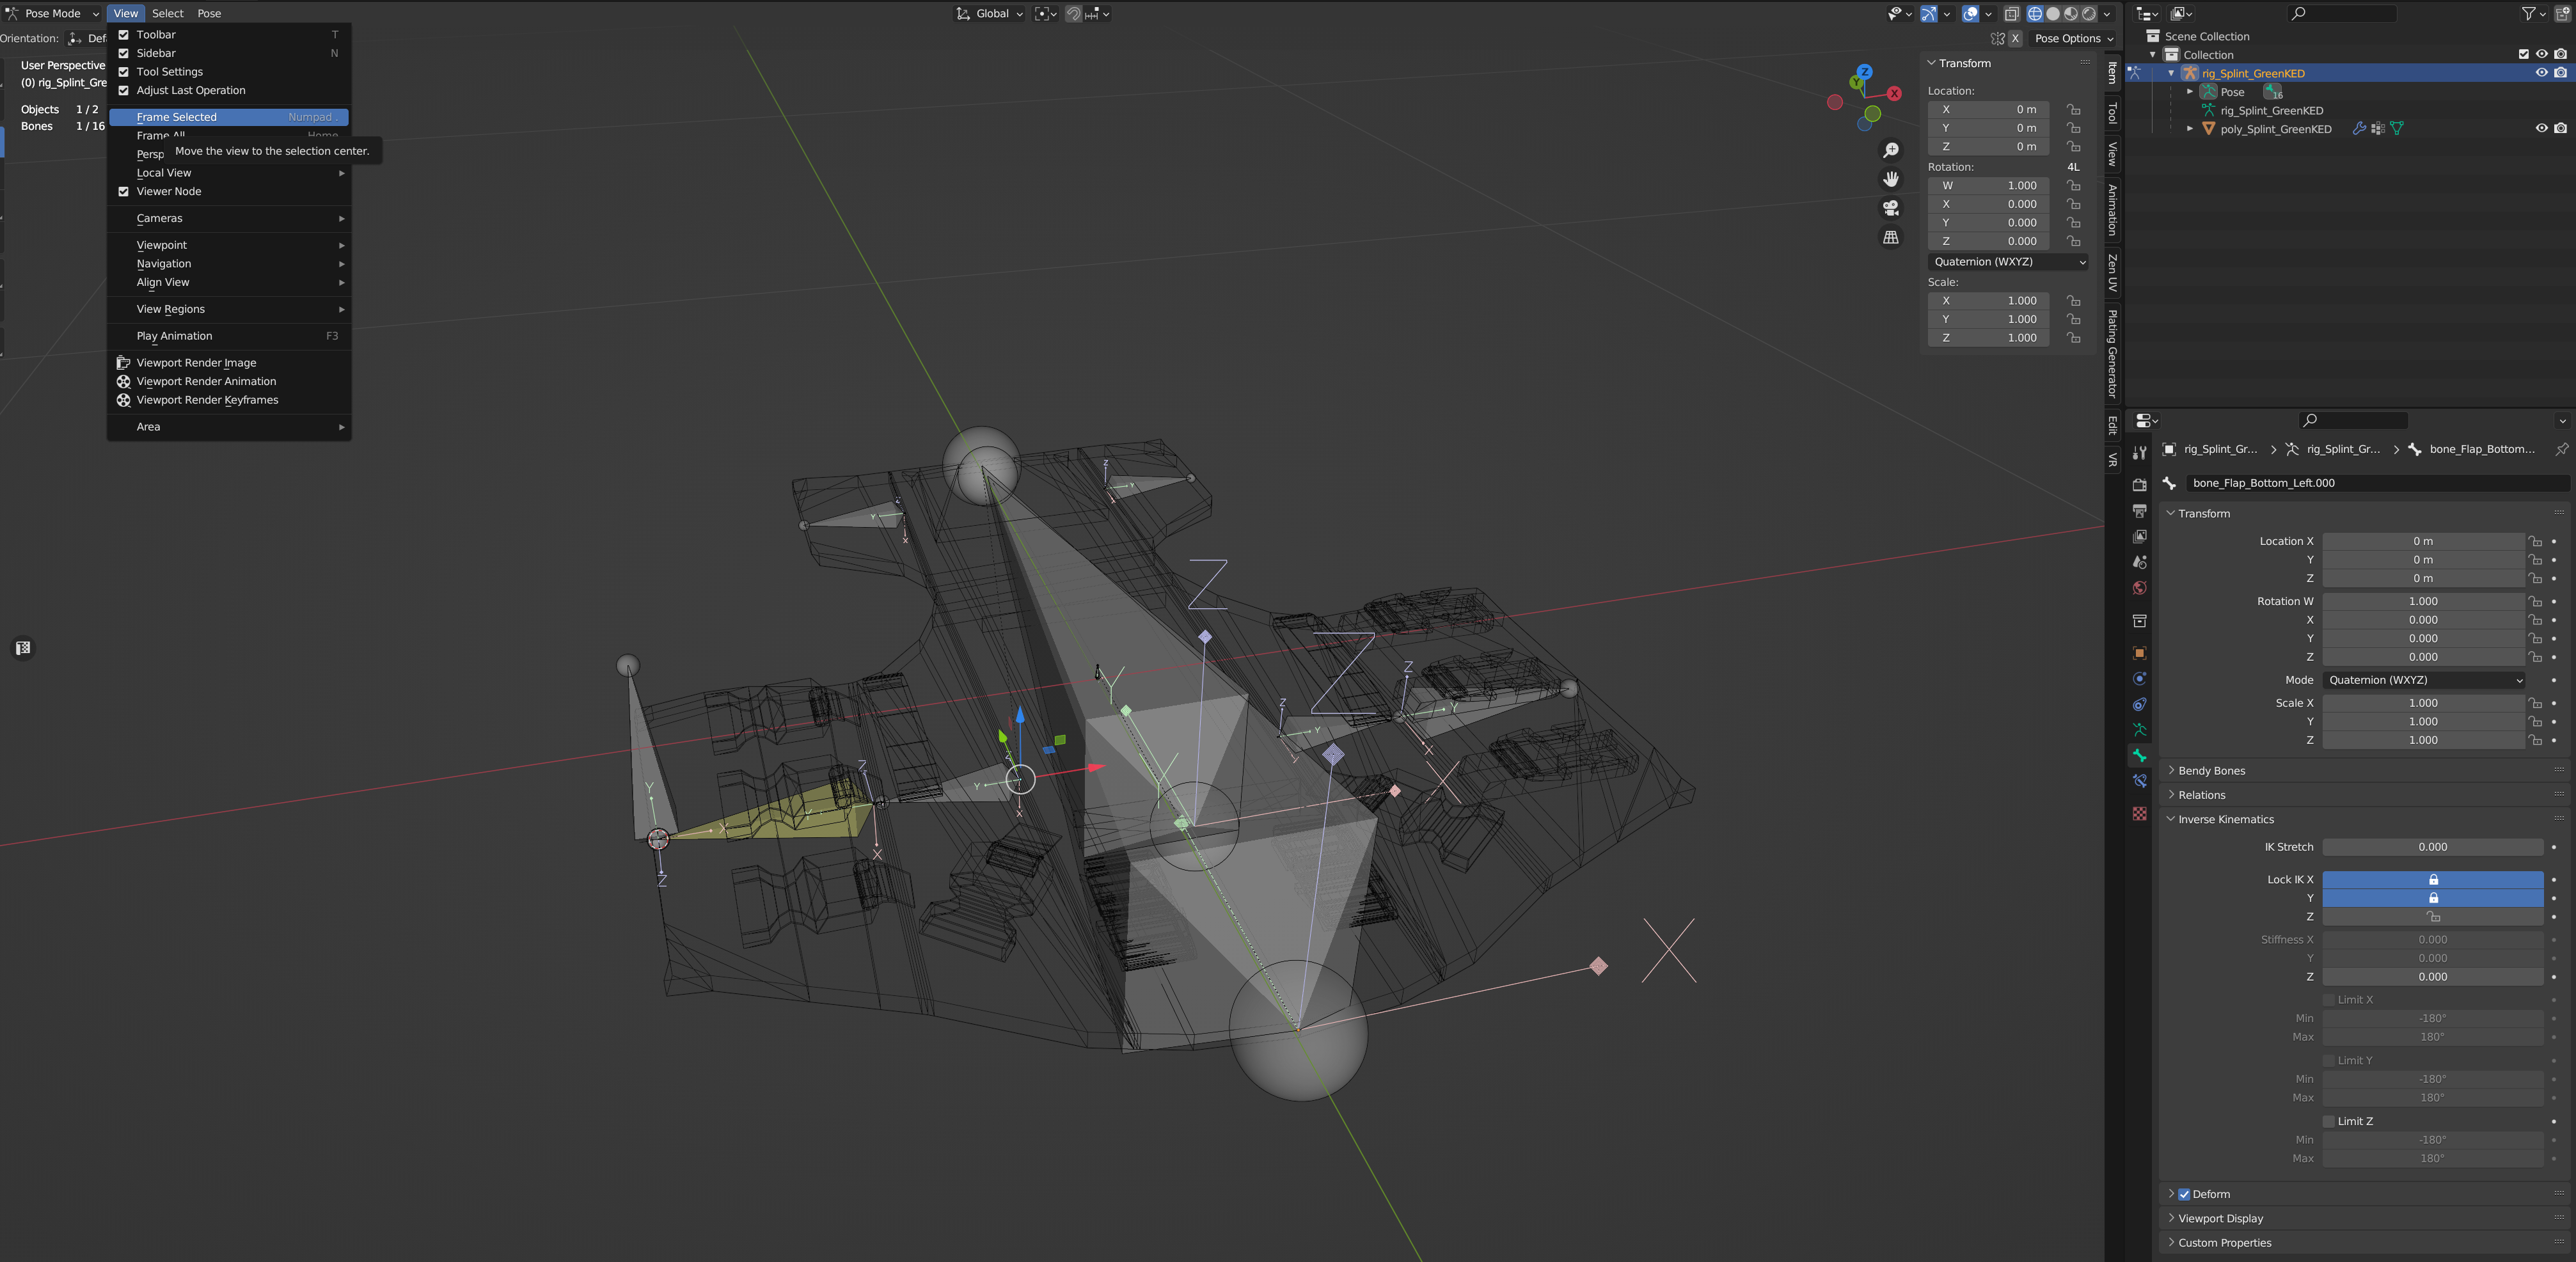 Pose Mode View Select Pose
Global
Orientation: Def
X Pose Options
User Perspective
(0) rig_Splint_Gre
Objects 1 / 2
Bones 1 / 16
Toolbar T
Sidebar N
Tool Settings
Adjust Last Operation
Frame Selected Numpad .
Frame All Home
Persp
Move the view to the selection center.
Local View
Viewer Node
Cameras
Viewpoint
Navigation
Align View
View Regions
Play Animation F3
Viewport Render Image
Viewport Render Animation
Viewport Render Keyframes
Area
Z
Y
X
Transform
Location:
X 0 m
Y 0 m
Z 0 m
Rotation: 4L
W 1.000
X 0.000
Y 0.000
Z 0.000
Quaternion (WXYZ)
Scale:
X 1.000
Y 1.000
Z 1.000
Item
Tool
View
Animation
Zen UV
Plating Generator
Edit
VR
Scene Collection
Collection
rig_Splint_GreenKED
Pose 16
rig_Splint_GreenKED
poly_Splint_GreenKED
rig_Splint_Gr... rig_Splint_Gr... bone_Flap_Bottom...
bone_Flap_Bottom_Left.000
Transform
Location X 0 m
Y 0 m
Z 0 m
Rotation W 1.000
X 0.000
Y 0.000
Z 0.000
Mode Quaternion (WXYZ)
Scale X 1.000
Y 1.000
Z 1.000
Bendy Bones
Relations
Inverse Kinematics
IK Stretch 0.000
Lock IK X
Y
Z
Stiffness X 0.000
Y 0.000
Z 0.000
Limit X
Min -180°
Max 180°
Limit Y
Min -180°
Max 180°
Limit Z
Min -180°
Max 180°
Deform
Viewport Display
Custom Properties